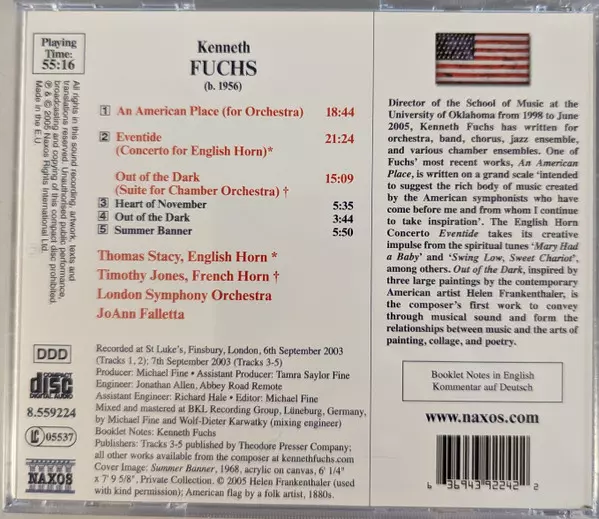 Playing
Time:
55:16
All rights in this sound recording, artwork, texts and
translations reserved. Unauthorised public performance,
broadcasting and copying of this compact disc prohibited.
℗ & © 2005 Naxos Rights International Ltd.
Made in the E.U.
Kenneth
FUCHS
(b. 1956)
1 An American Place (for Orchestra) 18:44
2 Eventide 21:24
(Concerto for English Horn)*
Out of the Dark 15:09
(Suite for Chamber Orchestra) †
3 Heart of November 5:35
4 Out of the Dark 3:44
5 Summer Banner 5:50
Thomas Stacy, English Horn *
Timothy Jones, French Horn †
London Symphony Orchestra
JoAnn Falletta
DDD
COMPACT
disc
DIGITAL AUDIO
8.559224
LC 05537
NAXOS
Recorded at St Luke's, Finsbury, London, 6th September 2003
(Tracks 1, 2); 7th September 2003 (Tracks 3-5)
Producer: Michael Fine • Assistant Producer: Tamra Saylor Fine
Engineer: Jonathan Allen, Abbey Road Remote
Assistant Engineer: Richard Hale • Editor: Michael Fine
Mixed and mastered at BKL Recording Group, Lüneburg, Germany,
by Michael Fine and Wolf-Dieter Karwatky (mixing engineer)
Booklet Notes: Kenneth Fuchs
Publishers: Tracks 3-5 published by Theodore Presser Company;
all other works available from the composer at kennethfuchs.com
Cover Image: Summer Banner, 1968, acrylic on canvas, 6' 1/4"
x 7' 9 5/8", Private Collection. © 2005 Helen Frankenthaler (used
with kind permission); American flag by a folk artist, 1880s.
Director of the School of Music at the
University of Oklahoma from 1998 to June
2005, Kenneth Fuchs has written for
orchestra, band, chorus, jazz ensemble,
and various chamber ensembles. One of
Fuchs' most recent works, An American
Place, is written on a grand scale 'intended
to suggest the rich body of music created
by the American symphonists who
have come before and from whom I continue
to take inspiration'. The English Horn
Concerto Eventide takes its creative
impulse from the spiritual tunes 'Mary Had
a Baby' and 'Swing Low, Sweet Chariot',
among others. Out of the Dark, inspired by
three large paintings by the contemporary
American artist Helen Frankenthaler, is
the composer's first work to convey
through musical sound and form the
relationships between music and the arts of
painting, collage, and poetry.
Booklet Notes in English
Kommentar auf Deutsch
www.naxos.com
6 36943 92242 2